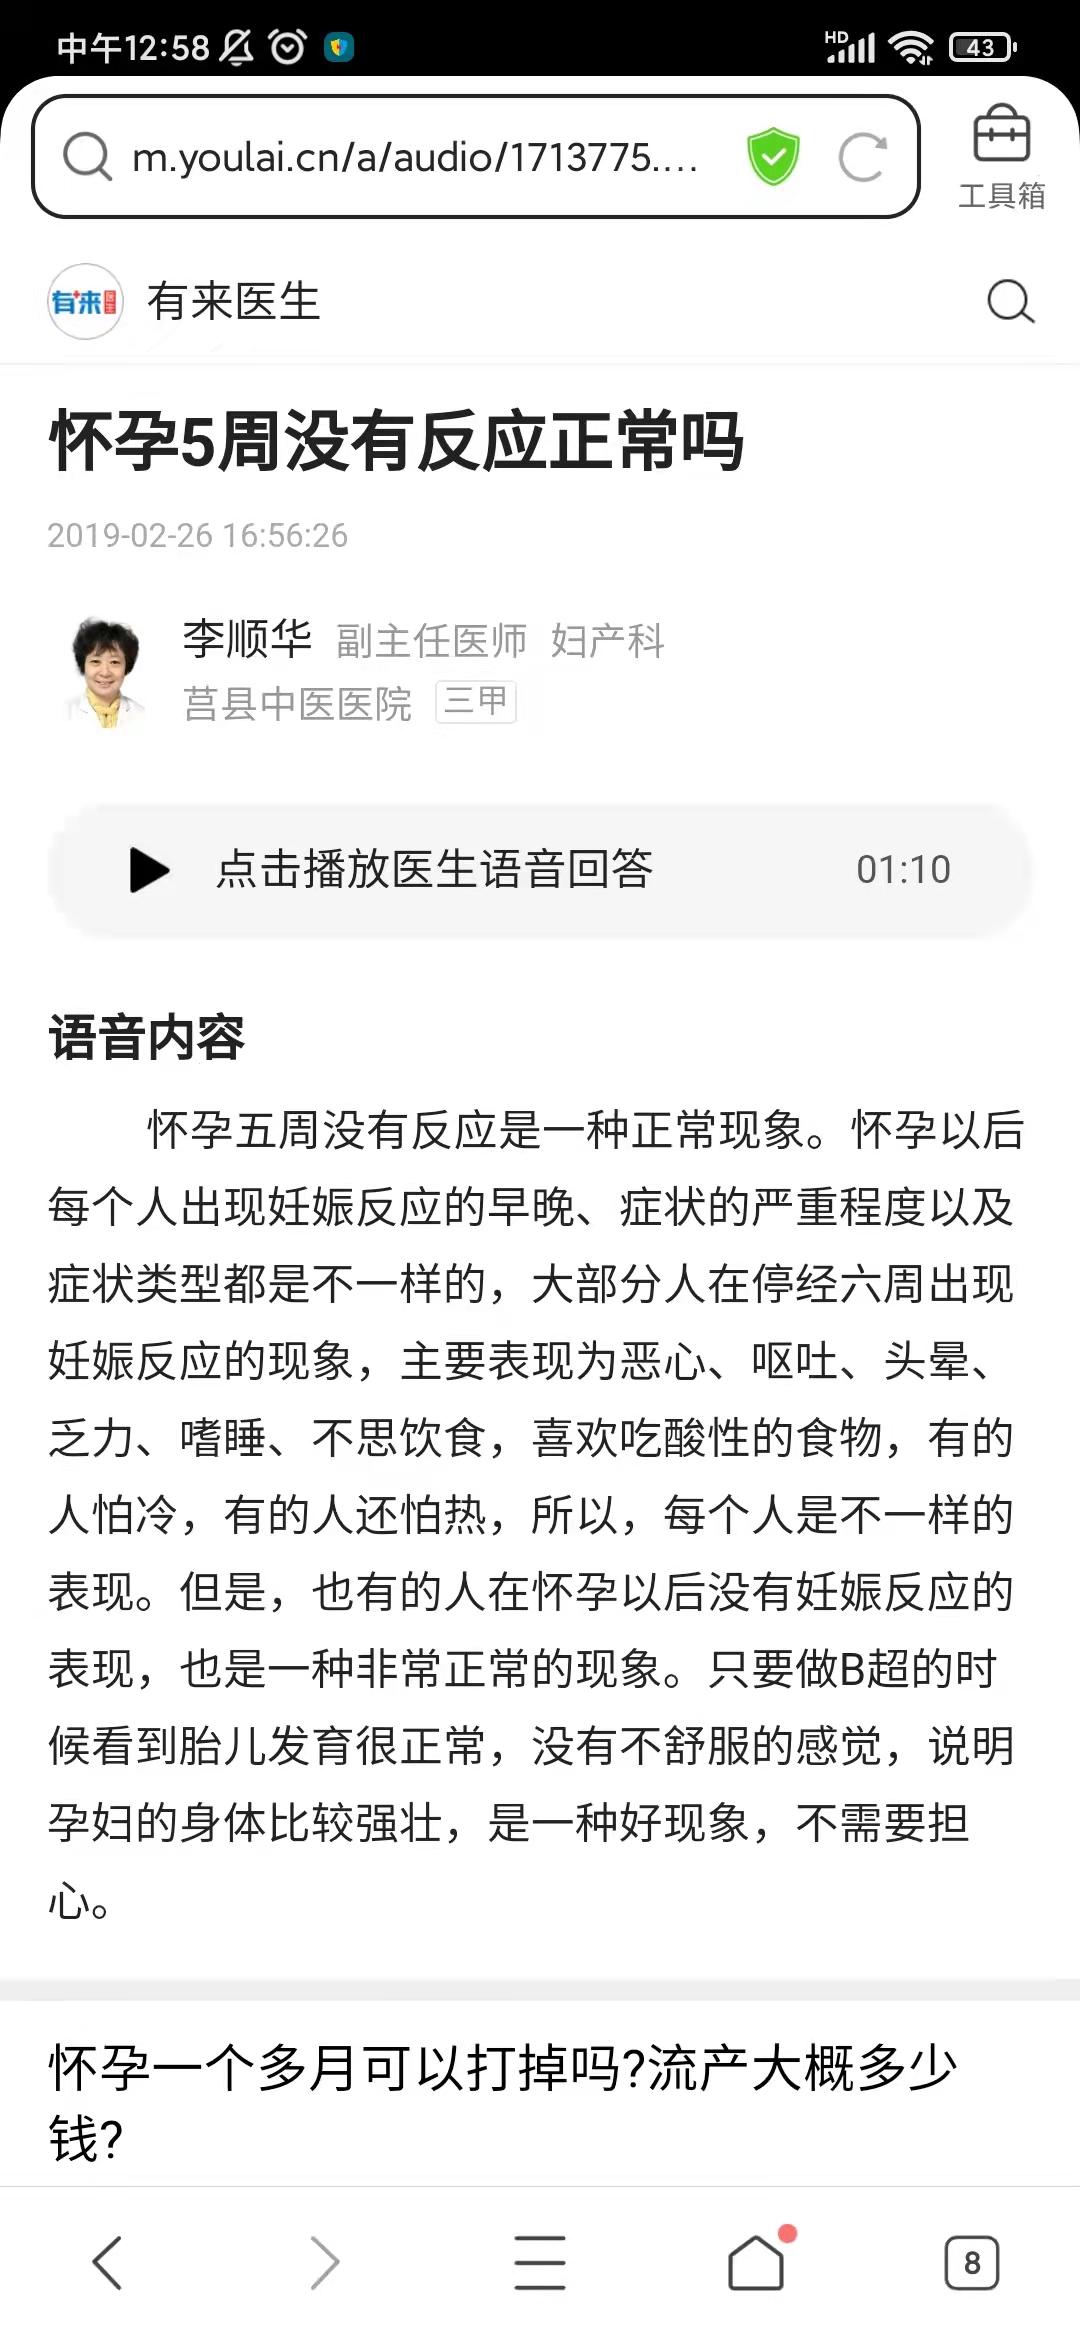 中午12:58 HD 43
m.youlai.cn/a/audio/1713775....
工具箱
有来医生 有来医生
怀孕5周没有反应正常吗
2019-02-26 16:56:26
李顺华 副主任医师 妇产科
莒县中医医院 三甲
点击播放医生语音回答 01:10
语音内容
怀孕五周没有反应是一种正常现象。怀孕以后
每个人出现妊娠反应的早晚、症状的严重程度以及
症状类型都是不一样的，大部分人在停经六周出现
妊娠反应的现象，主要表现为恶心、呕吐、头晕、
乏力、嗜睡、不思饮食，喜欢吃酸性的食物，有的
人怕冷，有的人还怕热，所以，每个人是不一样的
表现。但是，也有的人在怀孕以后没有妊娠反应的
表现，也是一种非常正常的现象。只要做B超的时
候看到胎儿发育很正常，没有不舒服的感觉，说明
孕妇的身体比较强壮，是一种好现象，不需要担
心。
怀孕一个多月可以打掉吗?流产大概多少
钱?
8